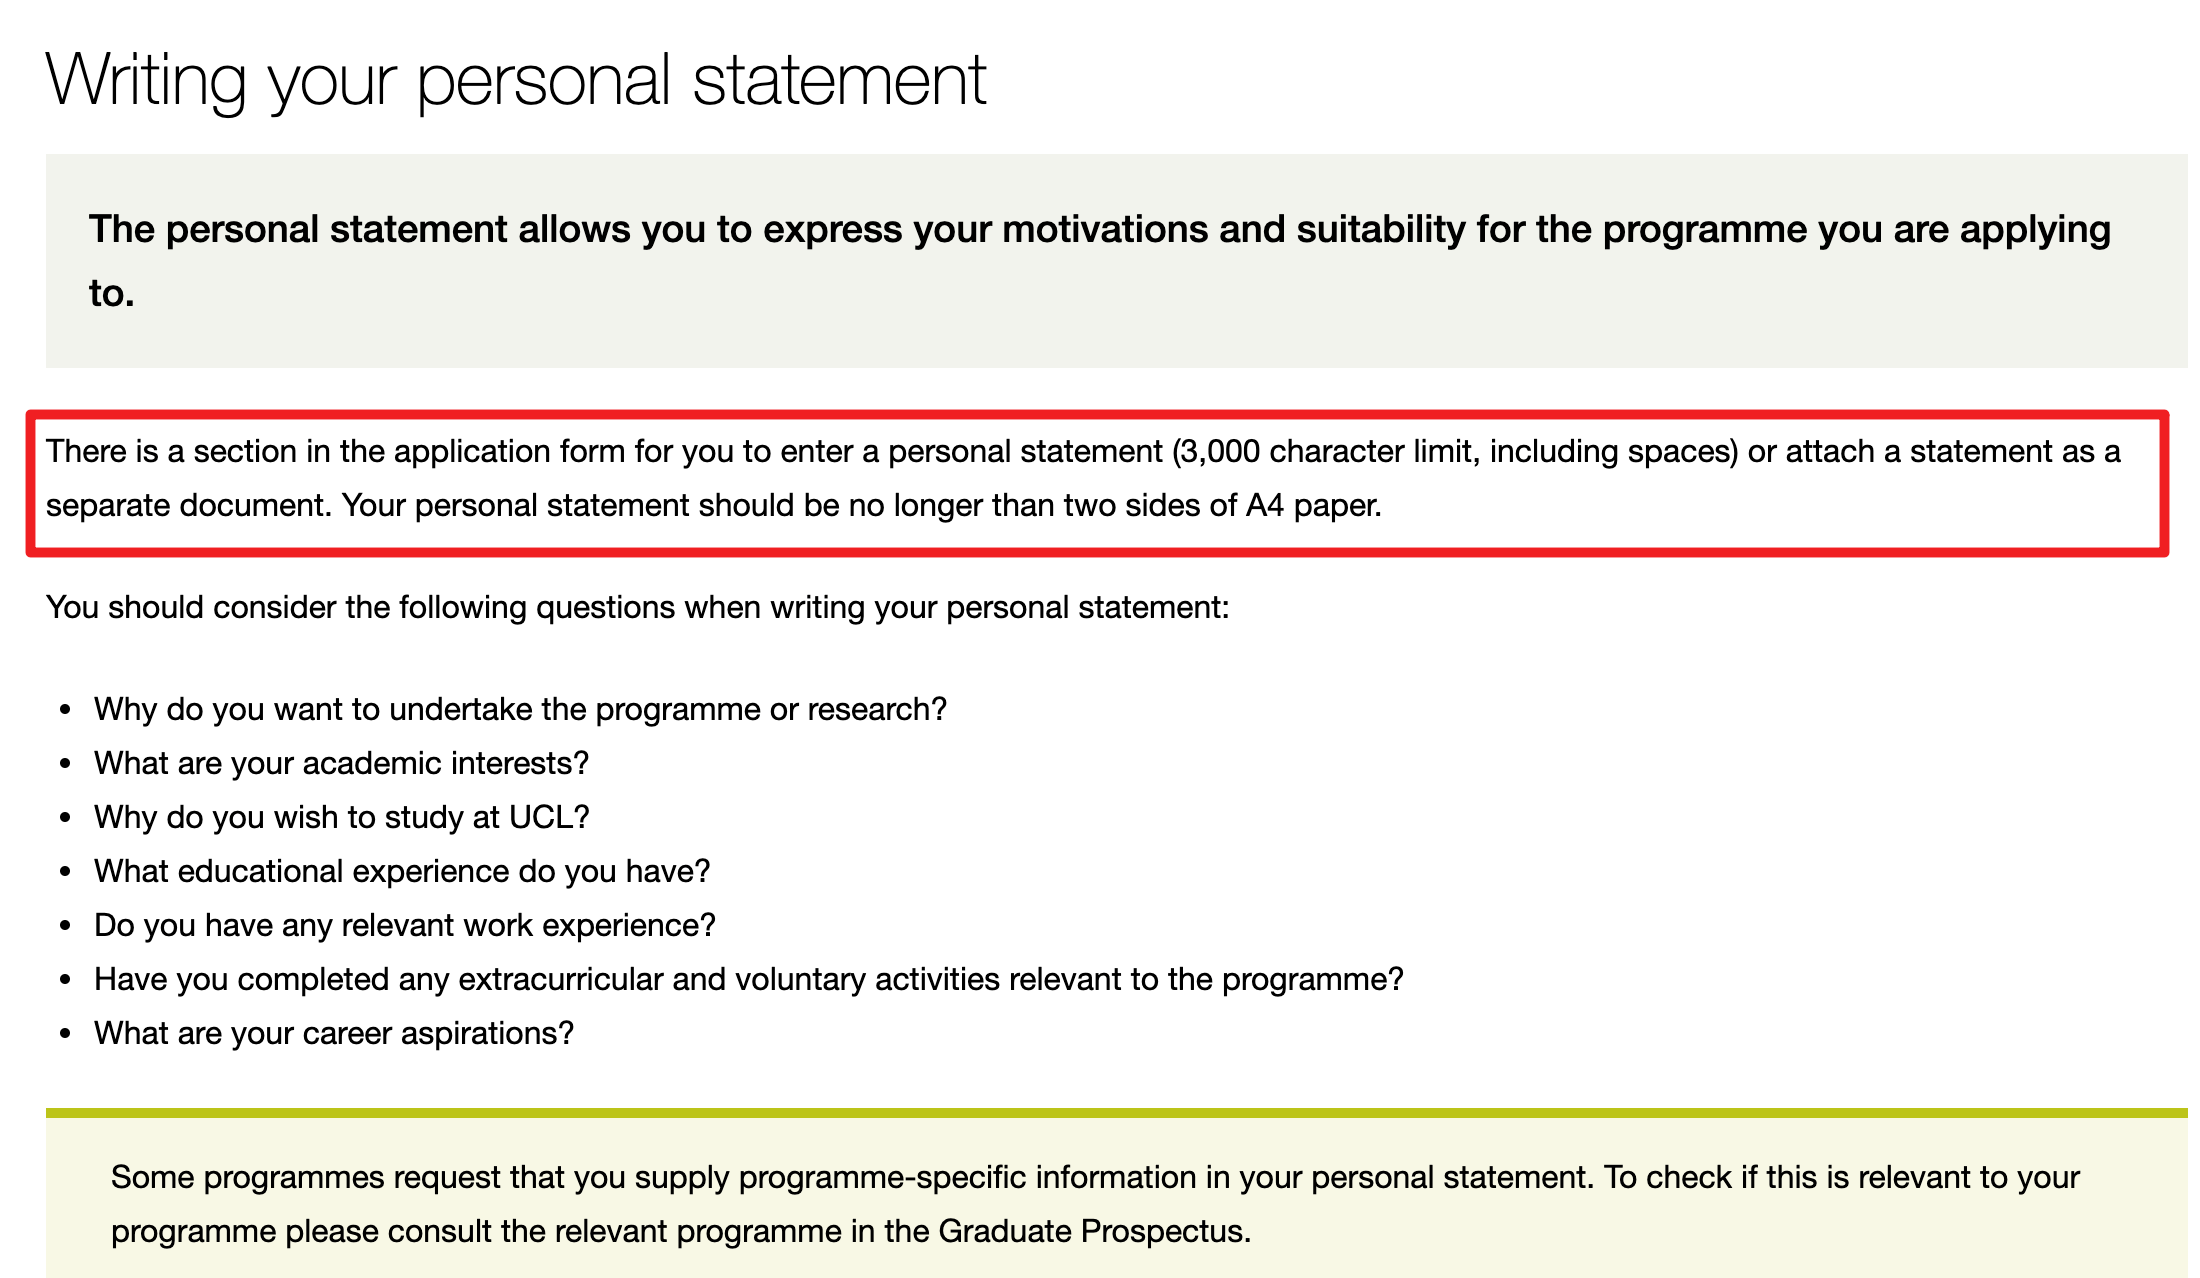 Writing your personal statement
The personal statement allows you to express your motivations and suitability for the programme you are applying
to.
There is a section in the application form for you to enter a personal statement (3,000 character limit, including spaces) or attach a statement as a
separate document. Your personal statement should be no longer than two sides of A4 paper.
You should consider the following questions when writing your personal statement:
• Why do you want to undertake the programme or research?
• What are your academic interests?
• Why do you wish to study at UCL?
• What educational experience do you have?
• Do you have any relevant work experience?
• Have you completed any extracurricular and voluntary activities relevant to the programme?
• What are your career aspirations?
Some programmes request that you supply programme-specific information in your personal statement. To check if this is relevant to your
programme please consult the relevant programme in the Graduate Prospectus.